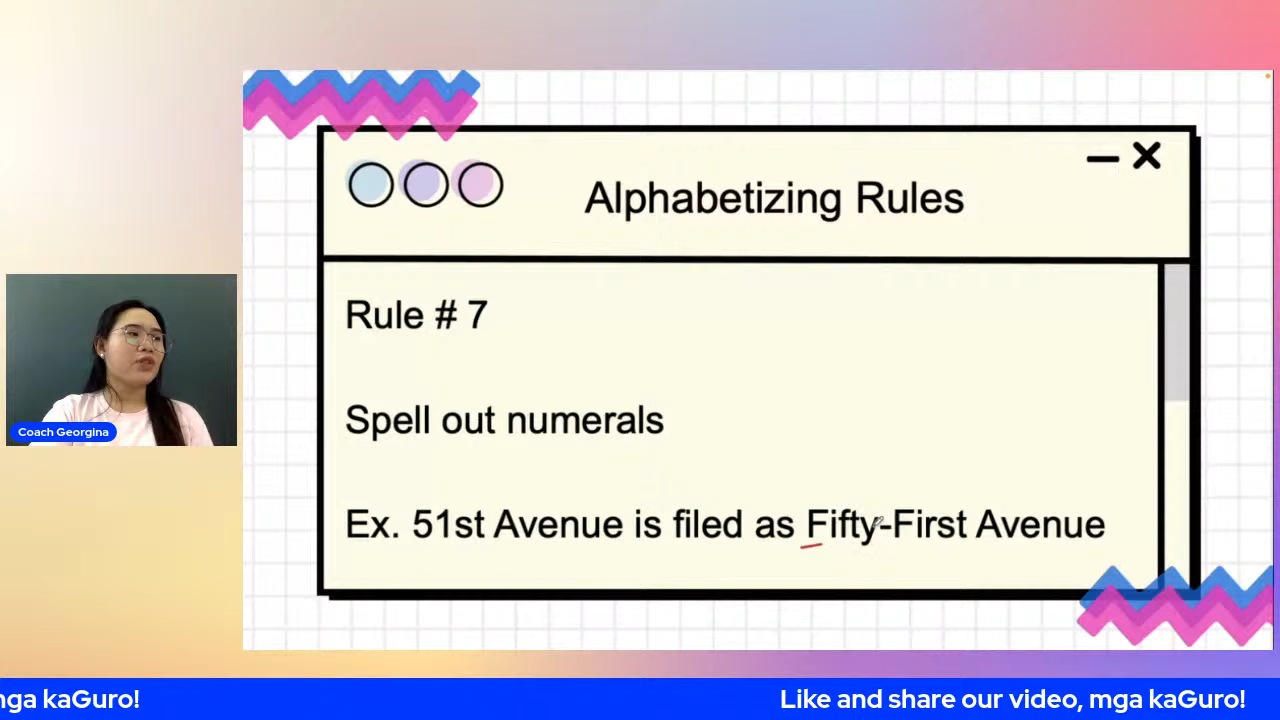 Alphabetizing Rules
Rule # 7
Spell out numerals
Ex. 51st Avenue is filed as Fifty-First Avenue
Coach Georgina
nga kaGuro!
Like and share our video, mga kaGuro!